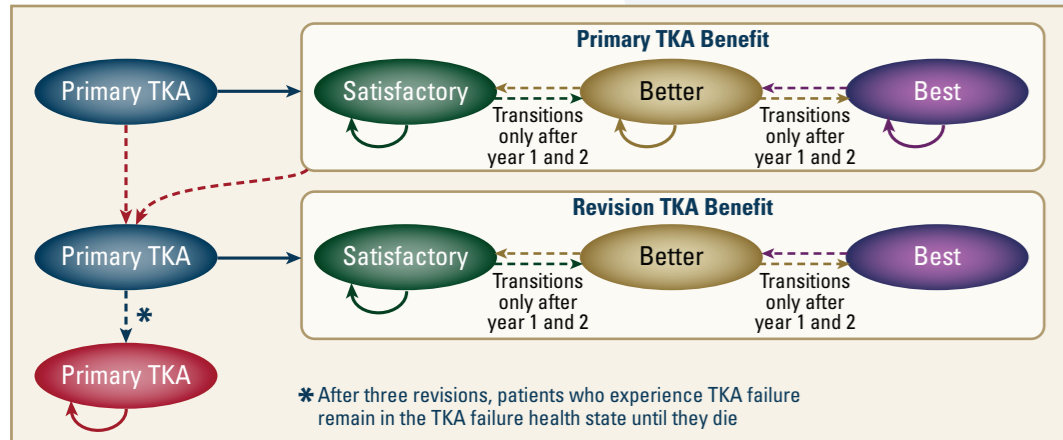 Primary TKA Benefit
Primary TKA
Satisfactory
Better
Best
Transitions
only after
year 1 and 2
Transitions
only after
year 1 and 2
Revision TKA Benefit
Primary TKA
Satisfactory
Better
Best
Transitions
only after
year 1 and 2
Transitions
only after
year 1 and 2
*
Primary TKA
* After three revisions, patients who experience TKA failure
remain in the TKA failure health state until they die